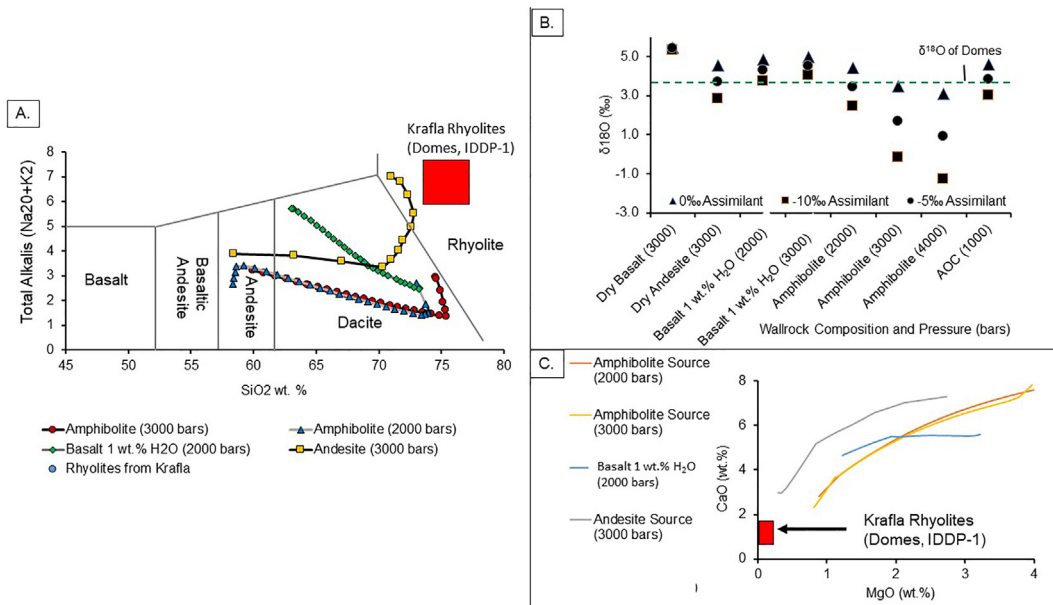 A.
Krafla Rhyolites
(Domes, IDDP-1)
Total Alkalis (Na20+K2)
8
7
6
5
4
3
2
1
0
Basalt
Basaltic
Andesite
Andesite
Dacite
Rhyolite
45
50
55
60
65
70
75
80
SiO2 wt. %
Amphibolite (3000 bars)
Amphibolite (2000 bars)
Basalt 1 wt.% H2O (2000 bars)
Andesite (3000 bars)
Rhyolites from Krafla
B.
δ¹⁸O of Domes
δ18O (‰)
5.0
3.0
1.0
-1.0
-3.0
0‰ Assimilant
-10‰ Assimilant
-5‰ Assimilant
Dry Basalt (3000)
Dry Andesite (3000)
Basalt 1 wt.% H₂O (2000)
Basalt 1 wt.% H₂O (3000)
Amphibolite (2000)
Amphibolite (3000)
Amphibolite (4000)
AOC (1000)
Wallrock Composition and Pressure (bars)
C.
Amphibolite Source
(2000 bars)
Amphibolite Source
(3000 bars)
Basalt 1 wt.% H₂O
(2000 bars)
Andesite Source
(3000 bars)
CaO (wt.%)
8
6
4
2
0
Krafla Rhyolites
(Domes, IDDP-1)
0
1
2
3
4
MgO (wt.%)
)